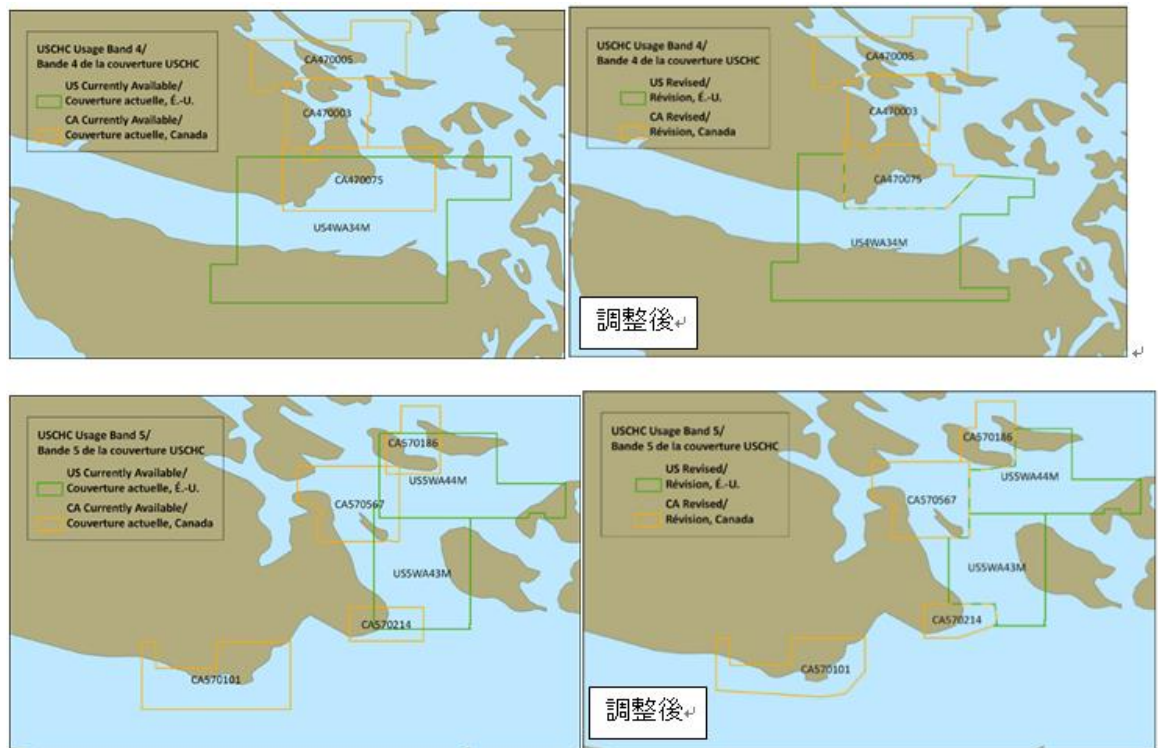 USCHC Usage Band 4/
Bande 4 de la couverture USCHC
US Currently Available/
Couverture actuelle, É.-U.
CA Currently Available/
Couverture actuelle, Canada
CA470005
CA470003
CA470075
US4WA34M
USCHC Usage Band 4/
Bande 4 de la couverture USCHC
US Revised/
Révision, É.-U.
CA Revised/
Révision, Canada
CA470005
CA470003
CA470075
US4WA34M
調整後↵
↵
USCHC Usage Band 5/
Bande 5 de la couverture USCHC
US Currently Available/
Couverture actuelle, É.-U.
CA Currently Available/
Couverture actuelle, Canada
CA570186
US5WA44M
CA570567
US5WA43M
CA570214
CA570101
USCHC Usage Band 5/
Bande 5 de la couverture USCHC
US Revised/
Révision, É.-U.
CA Revised/
Révision, Canada
CA570186
US5WA44M
CA570567
US5WA43M
CA570214
CA570101
調整後↵